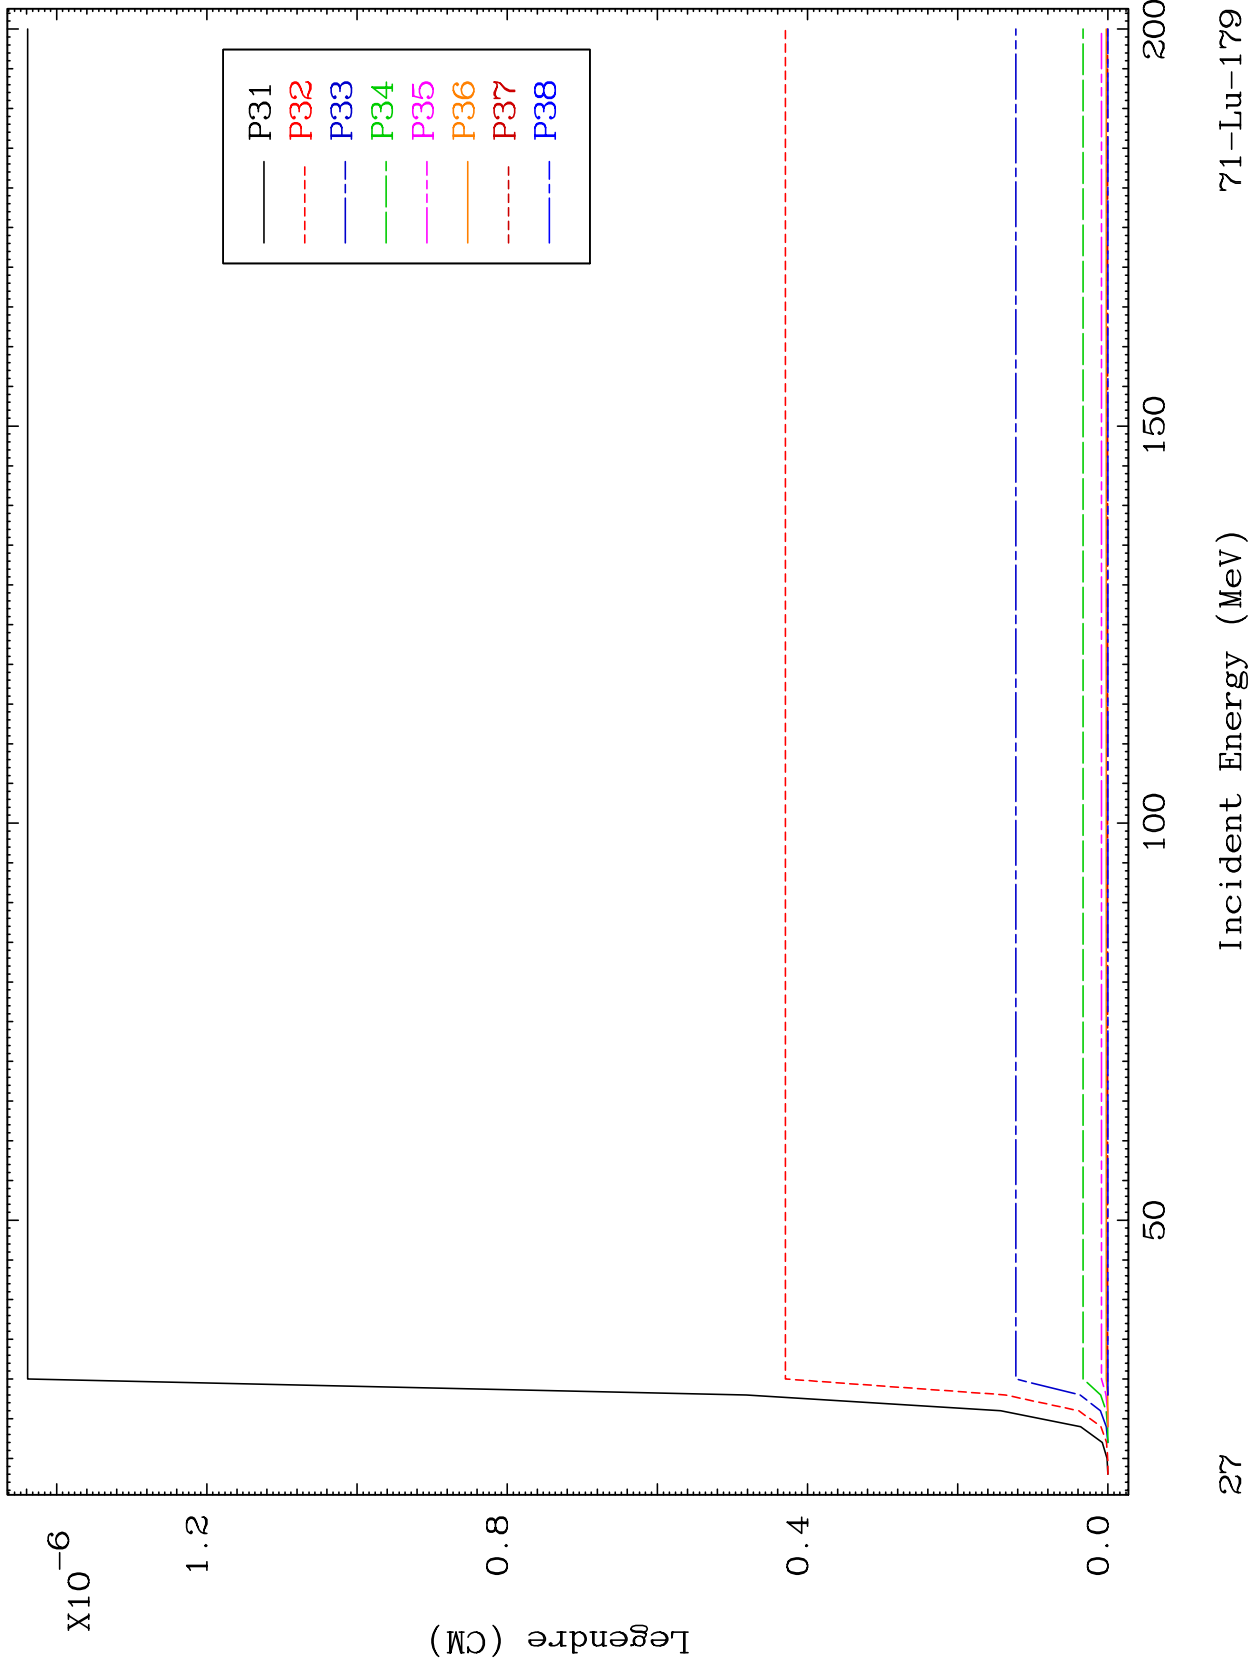 X10-6
1.2
0.8
0.4
0.0
Legendre (CM)
P31
P32
P33
P34
P35
P36
P37
P38
50
100
150
200
27
Incident Energy (MeV)
71-Lu-179